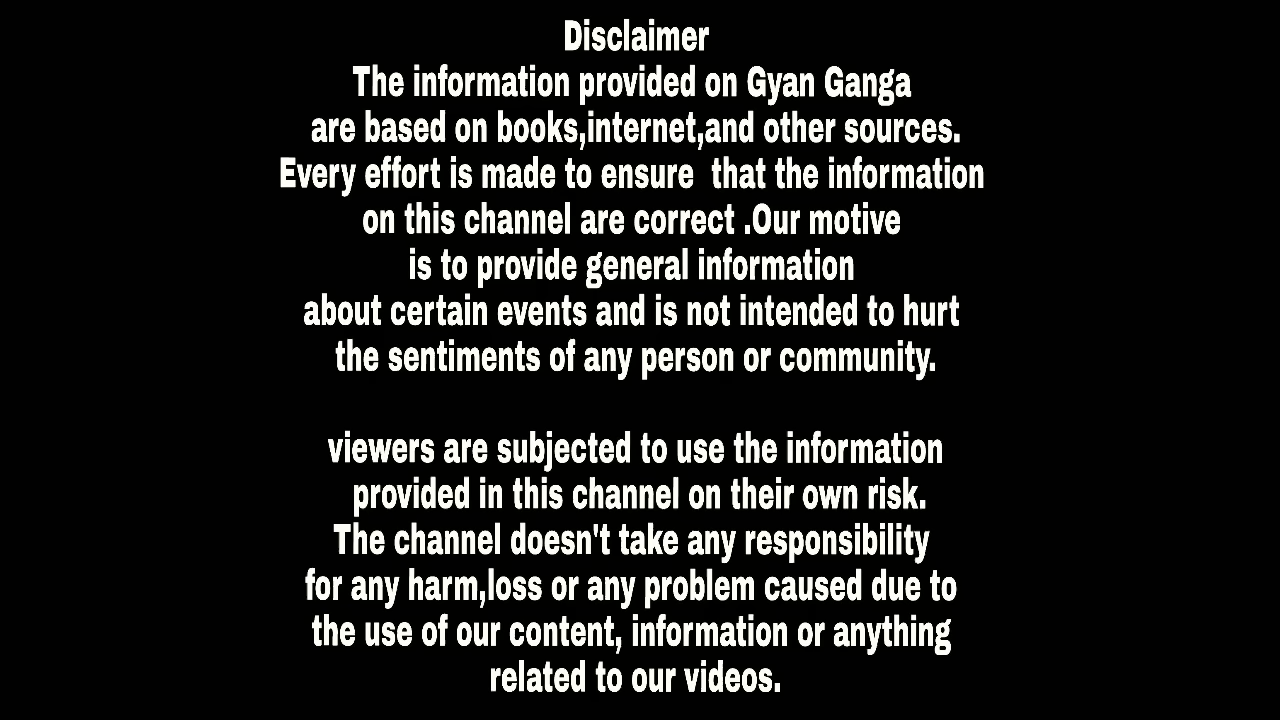 Disclaimer
The information provided on Gyan Ganga
are based on books,internet,and other sources.
Every effort is made to ensure  that the information
on this channel are correct .Our motive
is to provide general information
about certain events and is not intended to hurt
the sentiments of any person or community.
viewers are subjected to use the information
provided in this channel on their own risk.
The channel doesn't take any responsibility
for any harm,loss or any problem caused due to
the use of our content, information or anything
related to our videos.